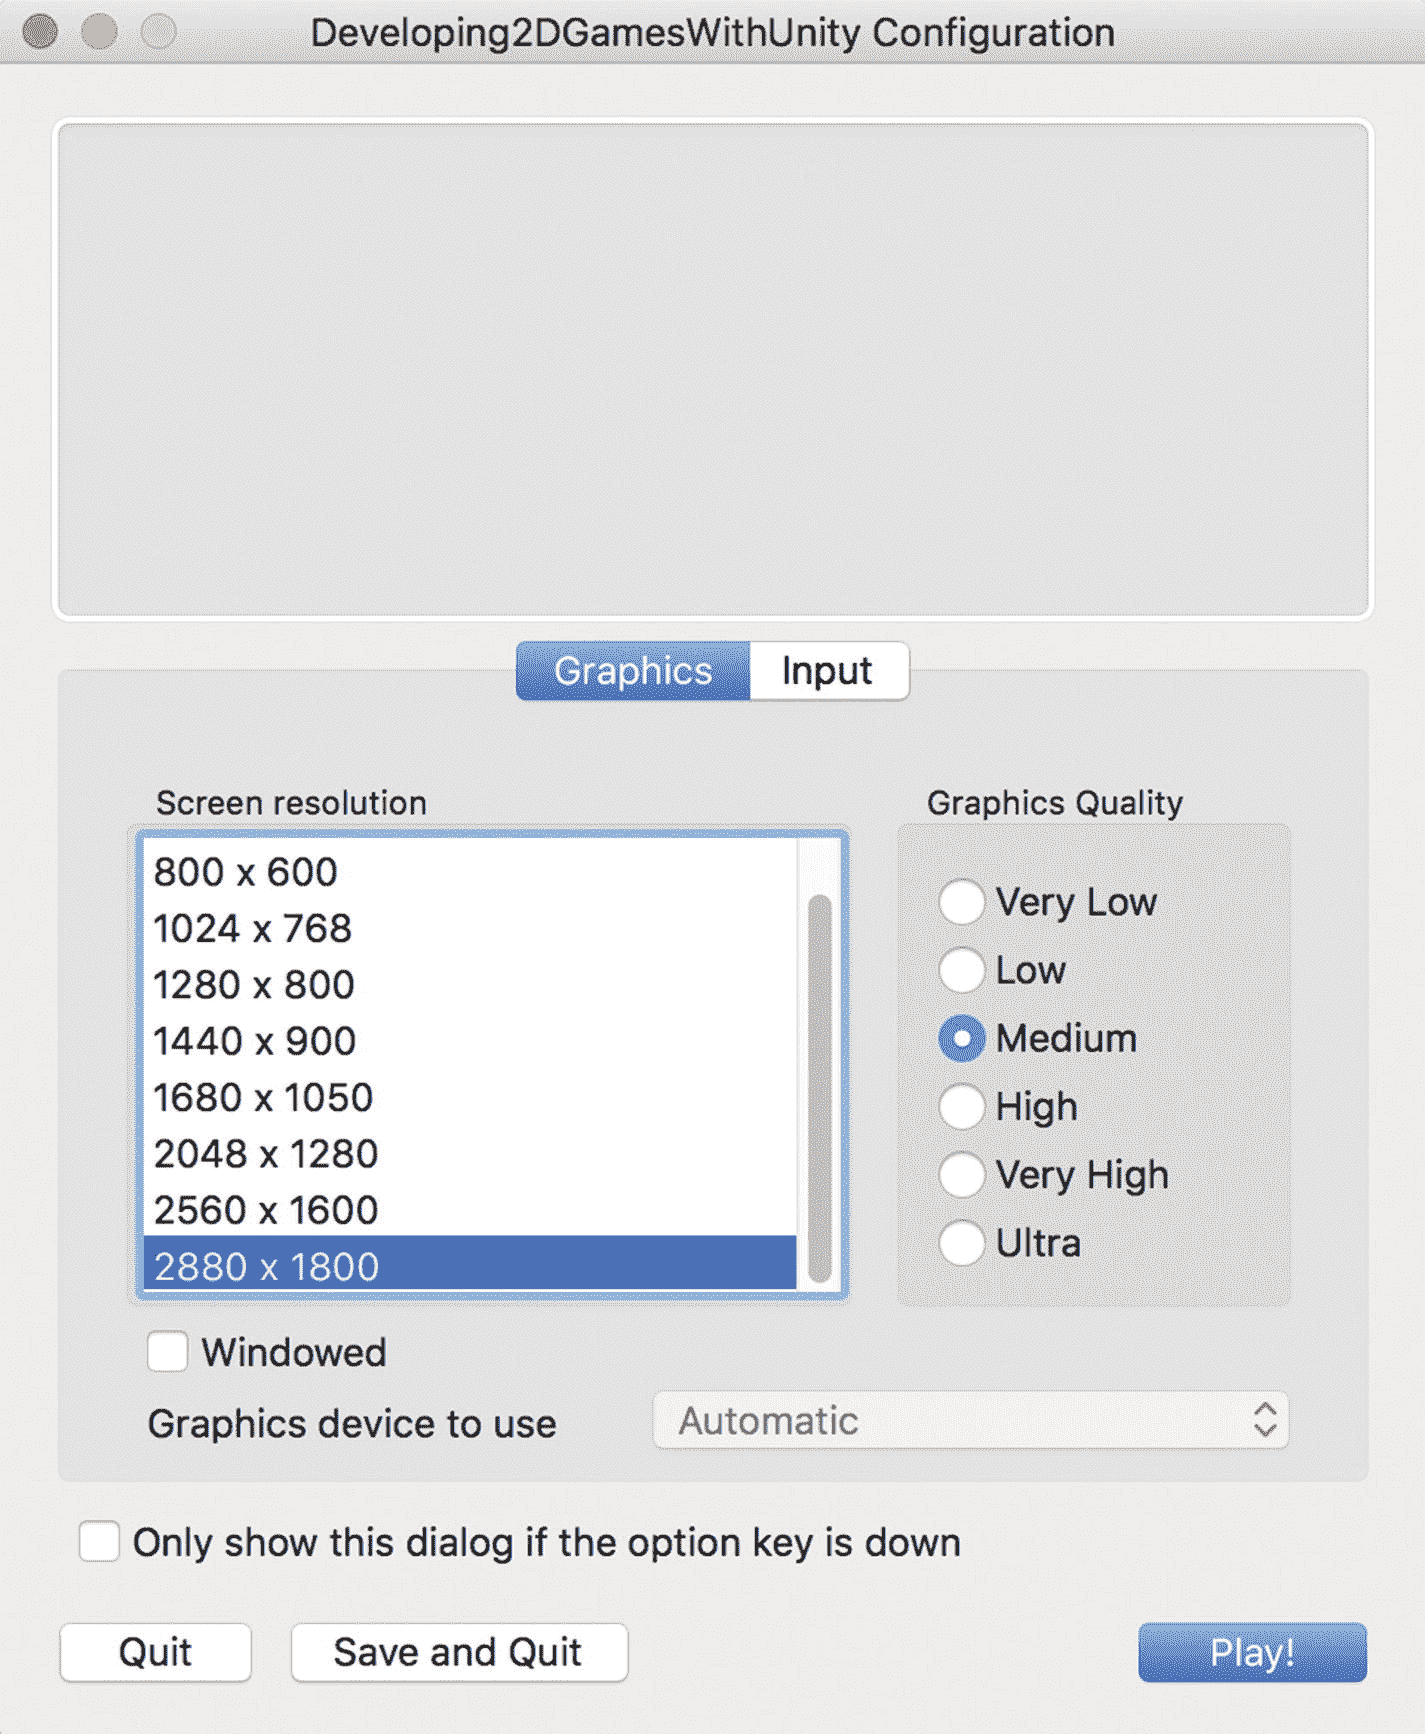 Developing2DGamesWithUnity Configuration
Graphics Input
Screen resolution
800 x 600
1024 x 768
1280 x 800
1440 x 900
1680 x 1050
2048 x 1280
2560 x 1600
2880 x 1800
Graphics Quality
Very Low
Low
Medium
High
Very High
Ultra
Windowed
Graphics device to use Automatic
Only show this dialog if the option key is down
Quit Save and Quit Play!